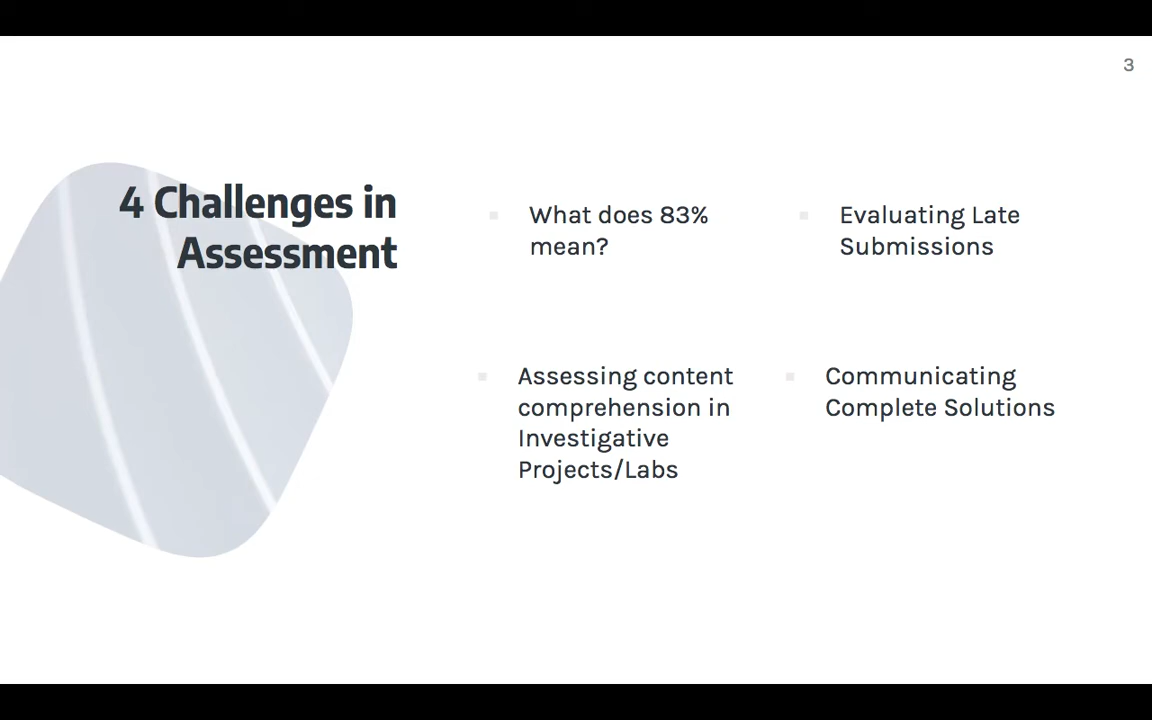 3
4 Challenges in
Assessment
What does 83%
mean?
Evaluating Late
Submissions
Assessing content
comprehension in
Investigative
Projects/Labs
Communicating
Complete Solutions